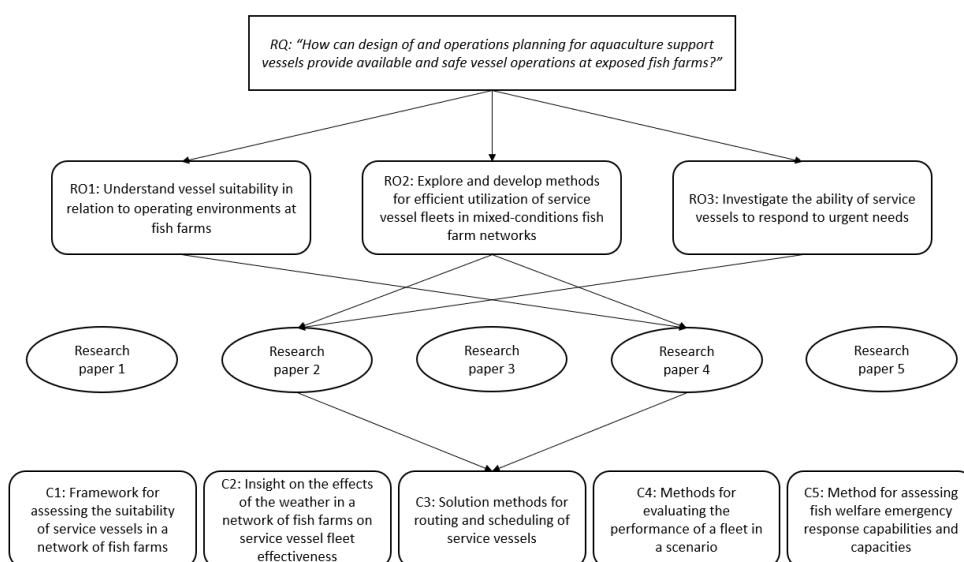 RQ: “How can design of and operations planning for aquaculture support
vessels provide available and safe vessel operations at exposed fish farms?”
RO1: Understand vessel suitability in
relation to operating environments at
fish farms
RO2: Explore and develop methods
for efficient utilization of service
vessel fleets in mixed-conditions fish
farm networks
RO3: Investigate the ability of service
vessels to respond to urgent needs
Research
paper 1
Research
paper 2
Research
paper 3
Research
paper 4
Research
paper 5
C1: Framework for
assessing the suitability
of service vessels in a
network of fish farms
C2: Insight on the effects
of the weather in a
network of fish farms on
service vessel fleet
effectiveness
C3: Solution methods for
routing and scheduling of
service vessels
C4: Methods for
evaluating the
performance of a fleet in
a scenario
C5: Method for assessing
fish welfare emergency
response capabilities and
capacities